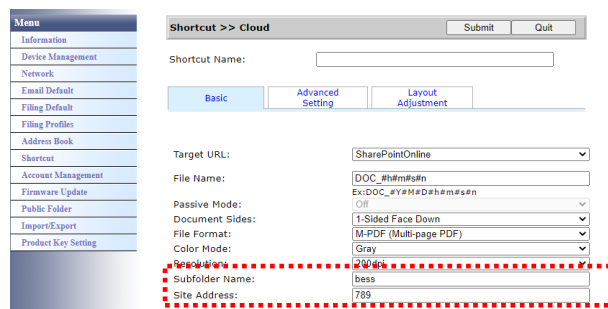 Menu
Information
Device Management
Network
Email Default
Filing Default
Filing Profiles
Address Book
Shortcut
Account Management
Firmware Update
Public Folder
Import/Export
Product Key Setting
Shortcut >> Cloud Submit Quit
Shortcut Name:
Basic Advanced Setting Layout Adjustment
Target URL: SharePointOnline
File Name: DOC_#h#m#s#n
Ex:DOC_#Y#M#D#h#m#s#n
Passive Mode: Off
Document Sides: 1-Sided Face Down
File Format: M-PDF (Multi-page PDF)
Color Mode: Gray
Resolution: 200dpi
Subfolder Name: bess
Site Address: 789